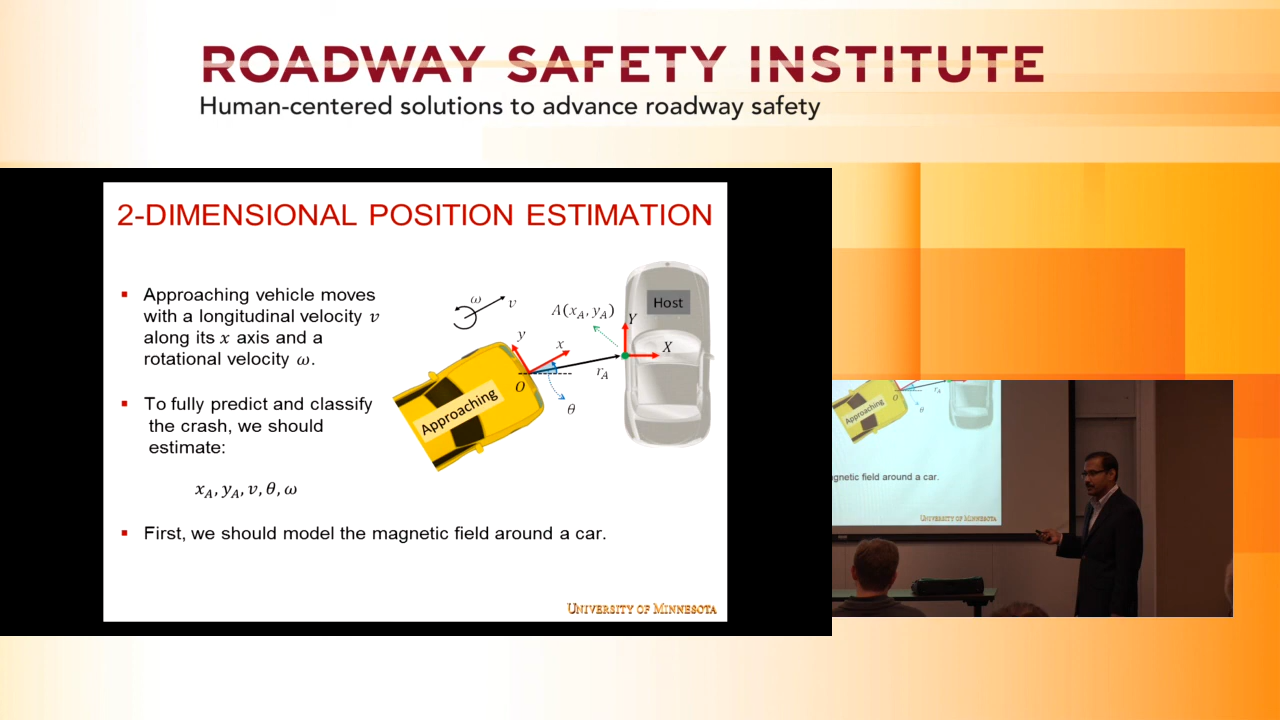 ROADWAY SAFETY INSTITUTE
Human-centered solutions to advance roadway safety
2-DIMENSIONAL POSITION ESTIMATION
▪ Approaching vehicle moves
with a longitudinal velocity 𝑣
along its 𝑥 axis and a
rotational velocity 𝜔.
▪ To fully predict and classify
the crash, we should
estimate:
𝑥_A, 𝑦_A, 𝑣, 𝜃, 𝜔
▪ First, we should model the magnetic field around a car.
𝜔
𝑣
A(𝑥_A, 𝑦_A)
Host
Y
X
𝑦
𝑥
O
𝑟_A
𝜃
Approaching
UNIVERSITY OF MINNESOTA
Approaching
O
𝑟_A
𝜃
gnetic field around a car.
UNIVERSITY OF MINNESOTA